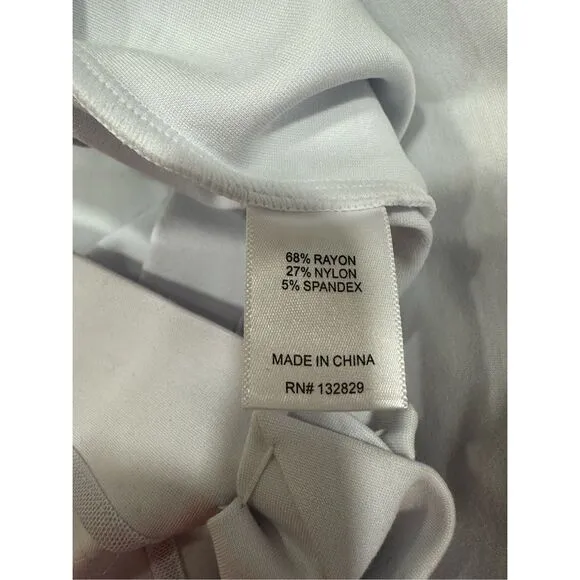 68% RAYON
27% NYLON
5% SPANDEX
MADE IN CHINA
RN# 132829